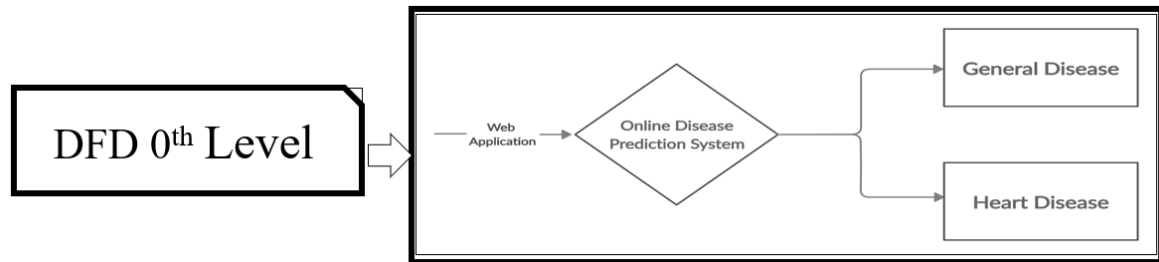 DFD 0th Level
Web
Application
Online Disease
Prediction System
General Disease
Heart Disease